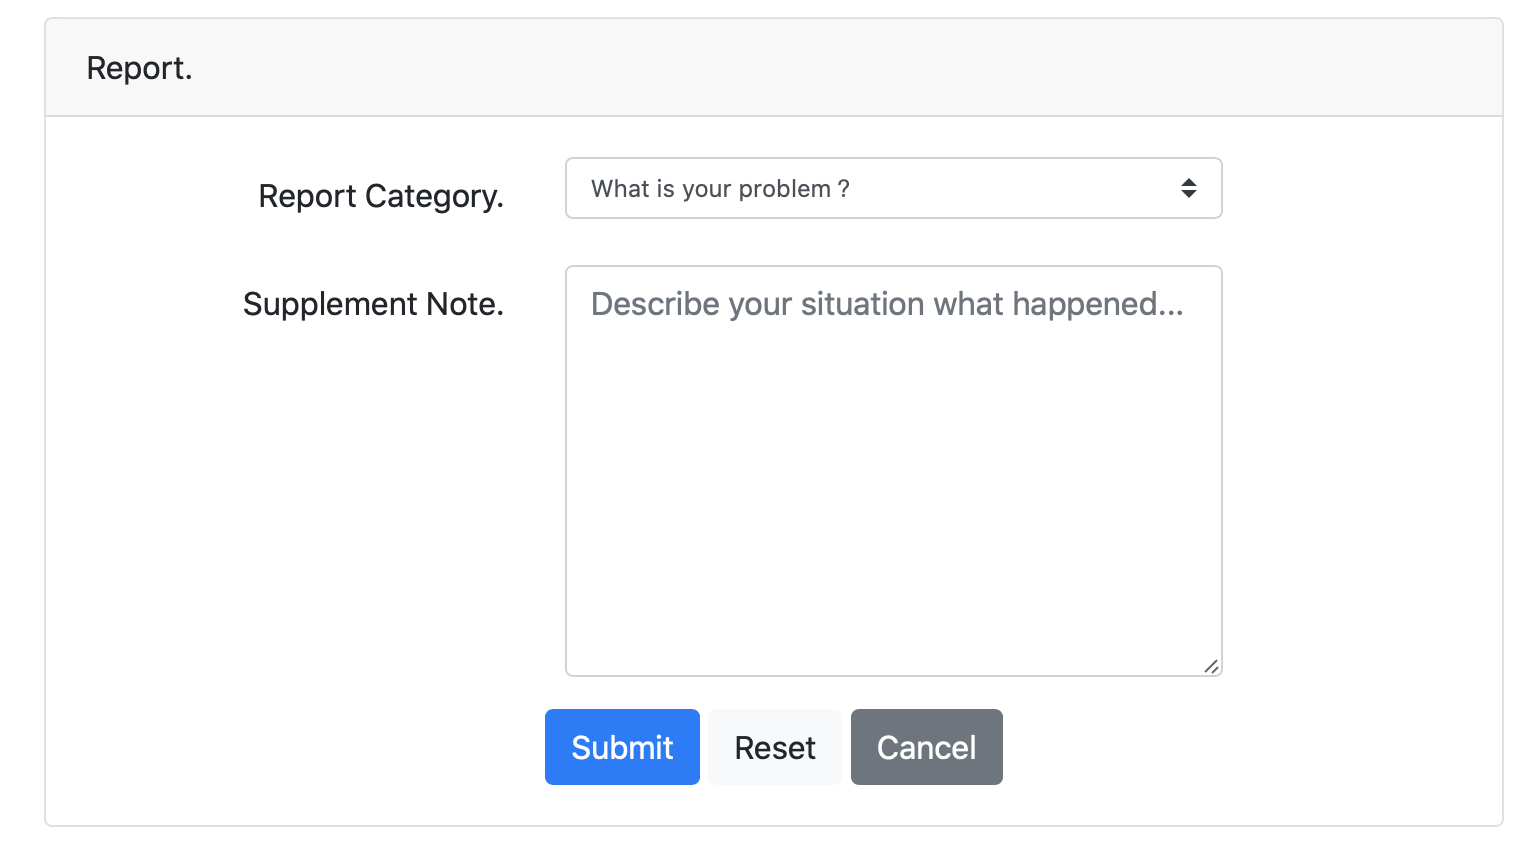 Report.
Report Category.
What is your problem ?
Supplement Note.
Describe your situation what happened...
Submit
Reset
Cancel